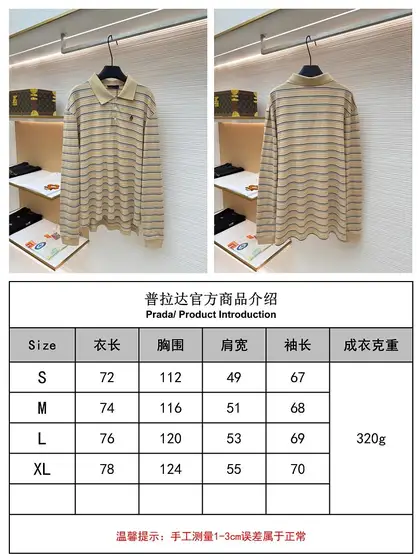 普拉达官方商品介绍
Prada/ Product Introduction
Size 衣长 胸围 肩宽 袖长 成衣克重
S 72 112 49 67 320g
M 74 116 51 68
L 76 120 53 69
XL 78 124 55 70
温馨提示：手工测量1-3cm误差属于正常